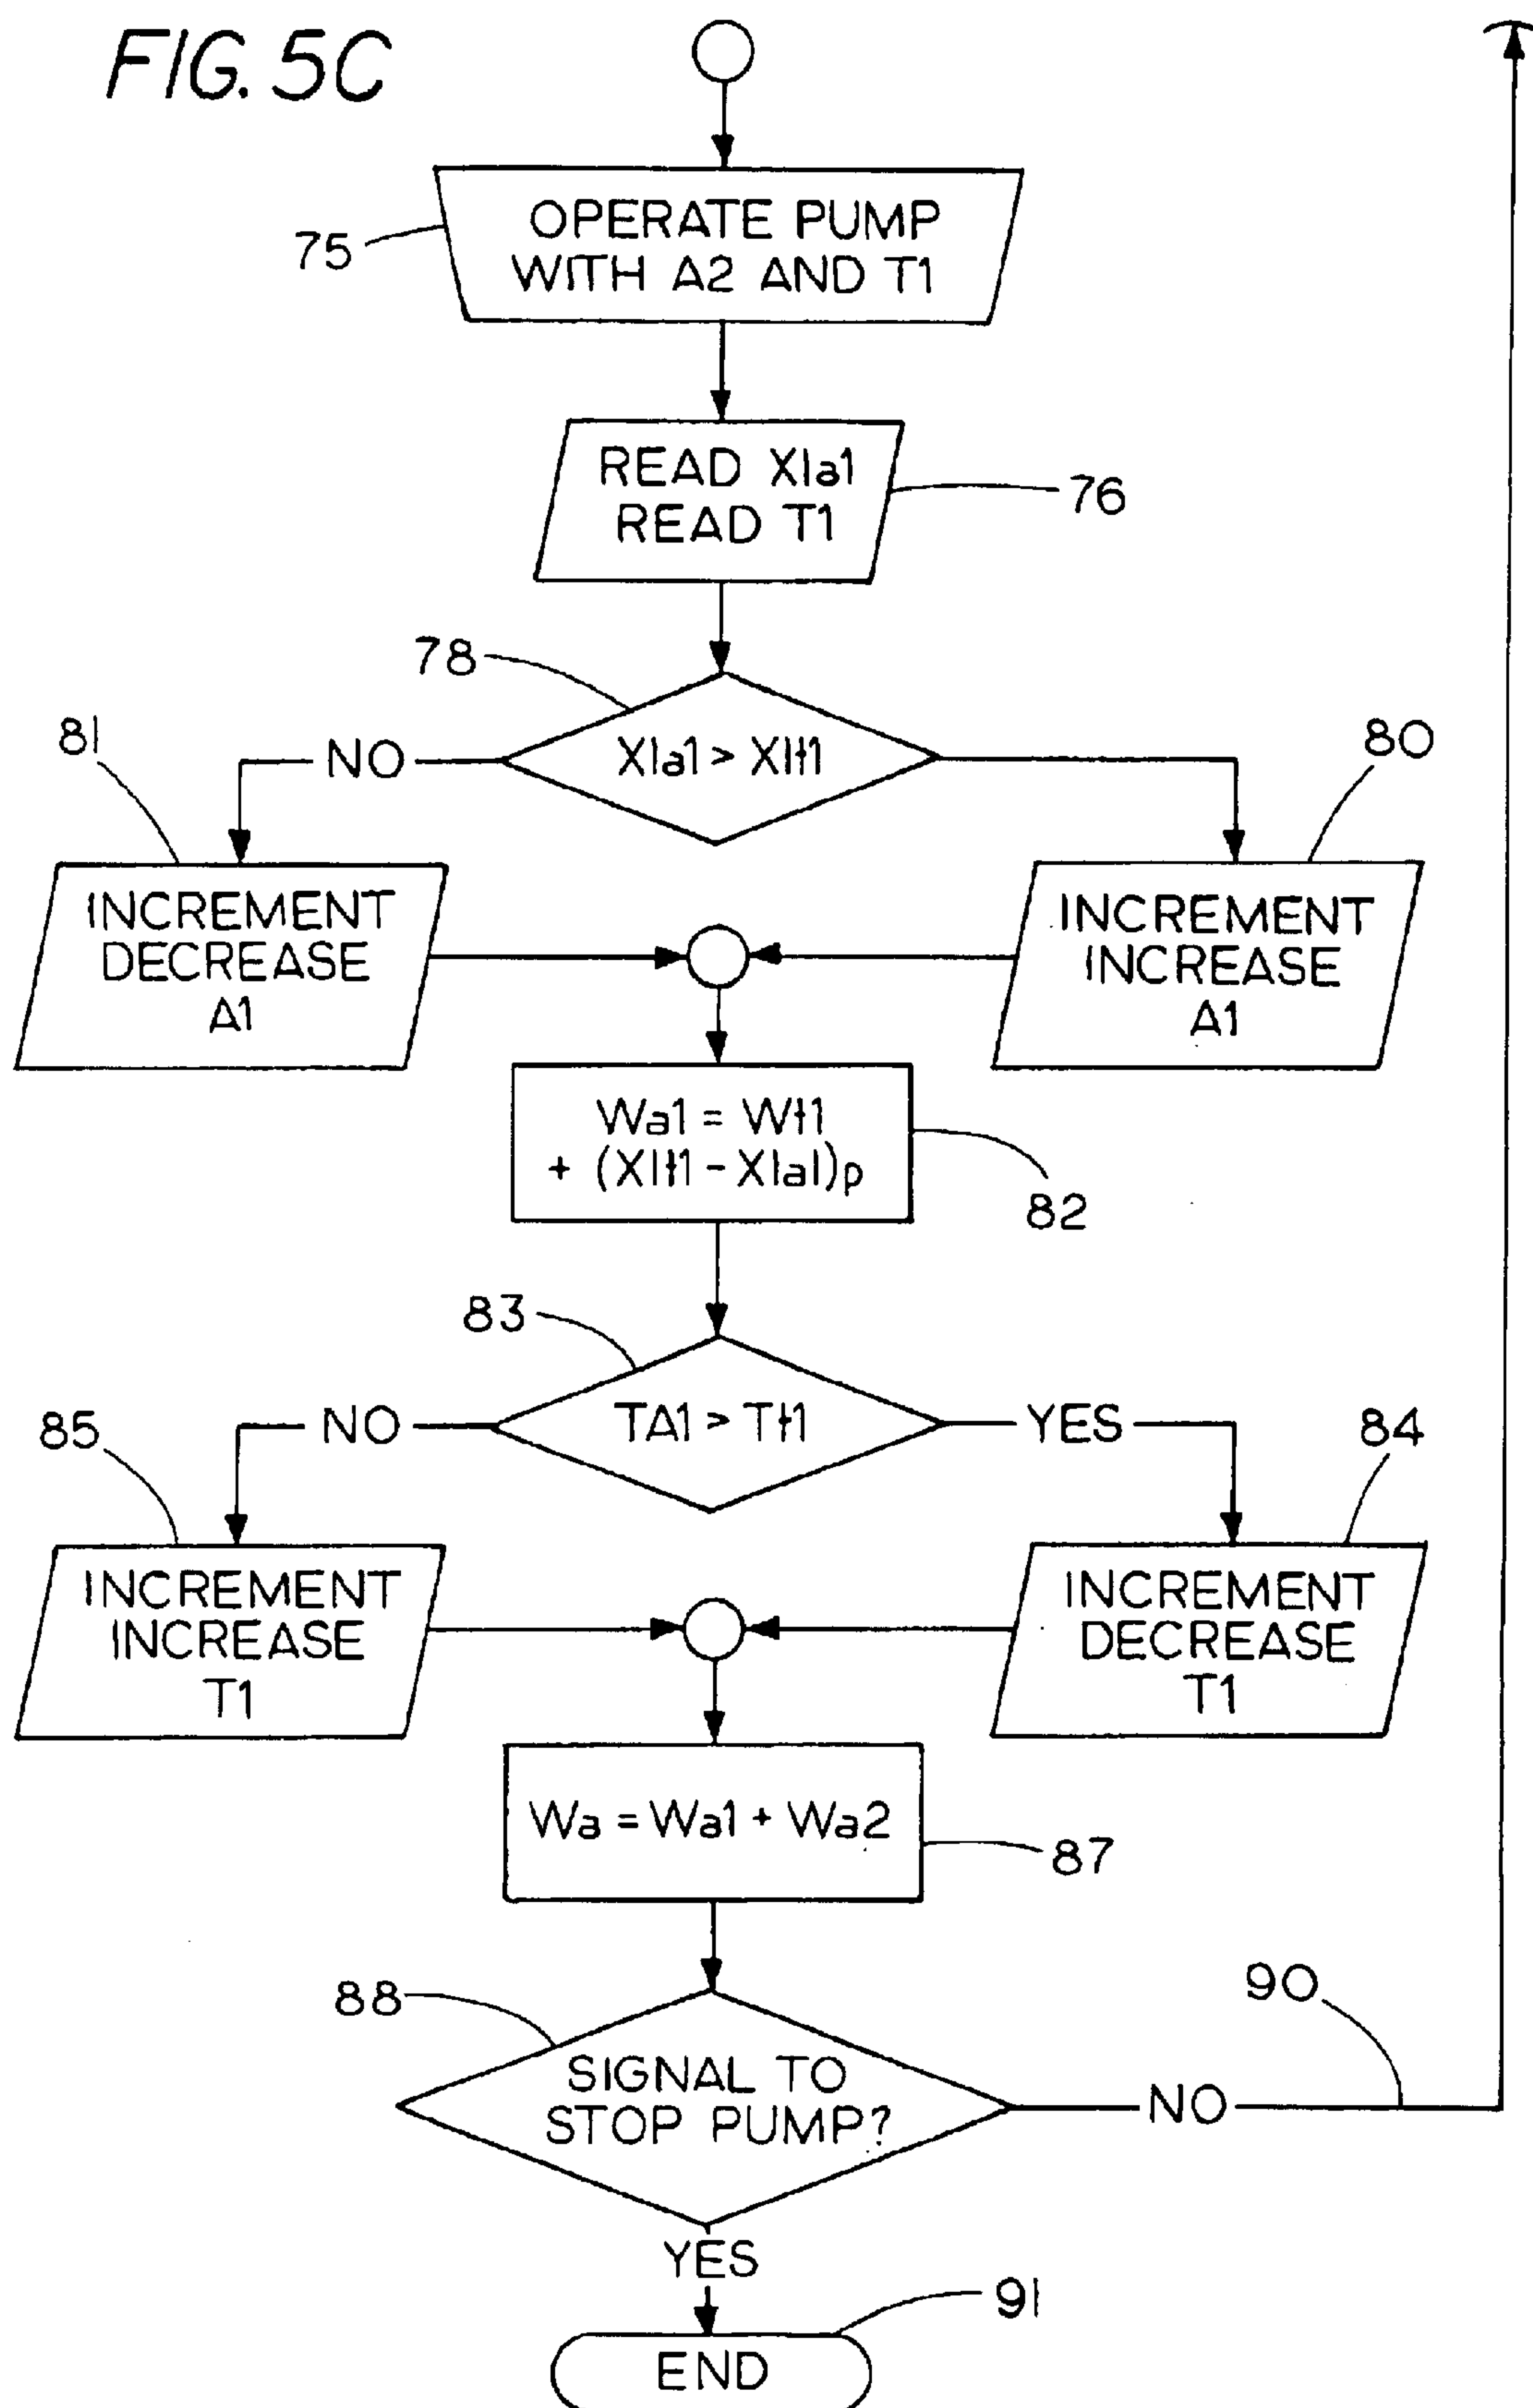 FIG. 5C
OPERATE PUMP
WITH A2 AND T1
75
READ XIa1
READ T1
76
78
XIa1 > XIt1
NO
81
80
INCREMENT
DECREASE
A1
INCREMENT
INCREASE
A1
Wa1 = Wt1
+ (XIt1 - XIa1)p
82
83
TA1 > Tt1
NO
YES
85
84
INCREMENT
INCREASE
T1
INCREMENT
DECREASE
T1
Wa = Wa1 + Wa2
87
88
SIGNAL TO
STOP PUMP?
NO
90
YES
91
END